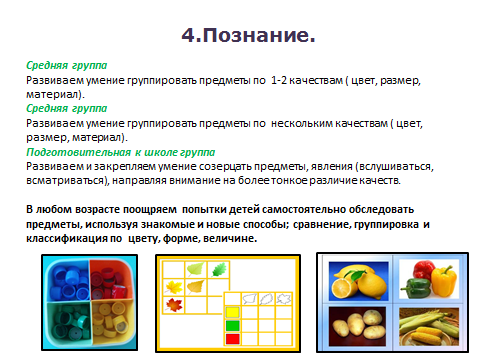 4.Познание.
Средняя группа
Развиваем умение группировать предметы по 1-2 качествам ( цвет, размер,
материал).
Средняя группа
Развиваем умение группировать предметы по нескольким качествам ( цвет,
размер, материал).
Подготовительная к школе группа
Развиваем и закрепляем умение созерцать предметы, явления (вслушиваться,
всматриваться), направляя внимание на более тонкое различие качеств.
В любом возрасте поощряем попытки детей самостоятельно обследовать
предметы, используя знакомые и новые способы; сравнение, группировка и
классификация по цвету, форме, величине.